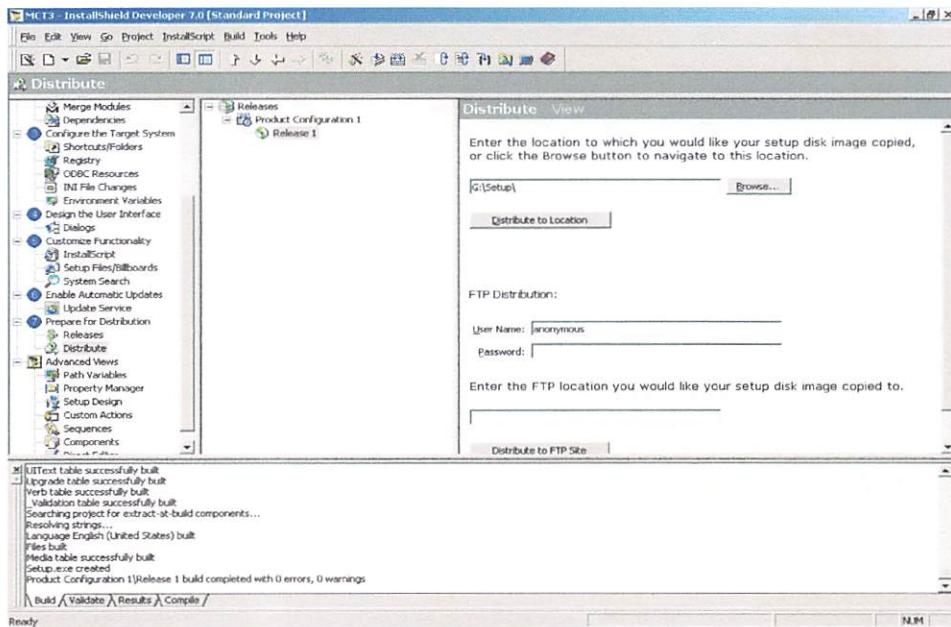 MCT3 - InstallShield Developer 7.0 [Standard Project]
File Edit View Go Project InstallScript Build Tools Help
Distribute
Merge Modules
Dependencies
Configure the Target System
Shortcuts/Folders
Registry
ODBC Resources
INI File Changes
Environment Variables
4 Design the User Interface
Dialogs
5 Customize Functionality
InstallScript
Setup Files/Billboards
System Search
6 Enable Automatic Updates
Update Service
7 Prepare for Distribution
Releases
Distribute
Advanced Views
Path Variables
Property Manager
Setup Design
Custom Actions
Sequences
Components
Direct Editor
Releases
Product Configuration 1
Release 1
Distribute View
Enter the location to which you would like your setup disk image copied,
or click the Browse button to navigate to this location.
G:\Setup\
Browse...
Distribute to Location
FTP Distribution:
User Name: anonymous
Password:
Enter the FTP location you would like your setup disk image copied to.
Distribute to FTP Site
UIText table successfully built
Upgrade table successfully built
Verb table successfully built
_Validation table successfully built
Searching project for extract-at-build components...
Resolving strings...
Language English (United States) built
Files built
Media table successfully built
Setup.exe created
Product Configuration 1\Release 1 build completed with 0 errors, 0 warnings
Build Validate Results Compile
Ready
NUM